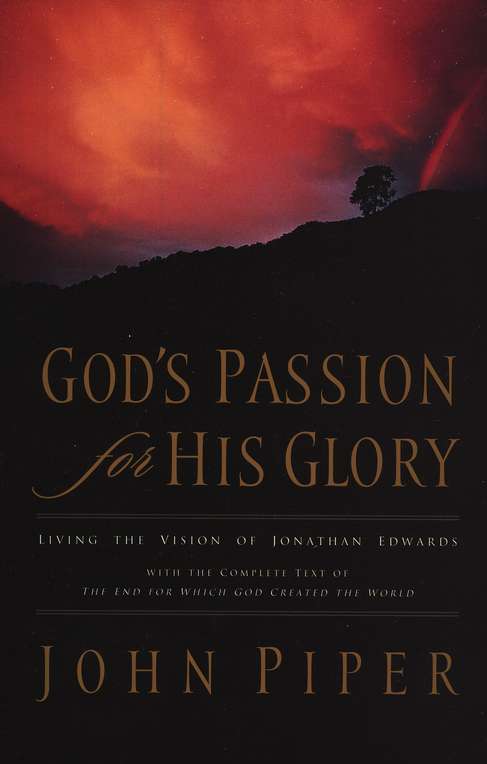 GOD'S PASSION
for HIS GLORY
LIVING THE VISION OF JONATHAN EDWARDS
WITH THE COMPLETE TEXT OF
THE END FOR WHICH GOD CREATED THE WORLD
JOHN PIPER